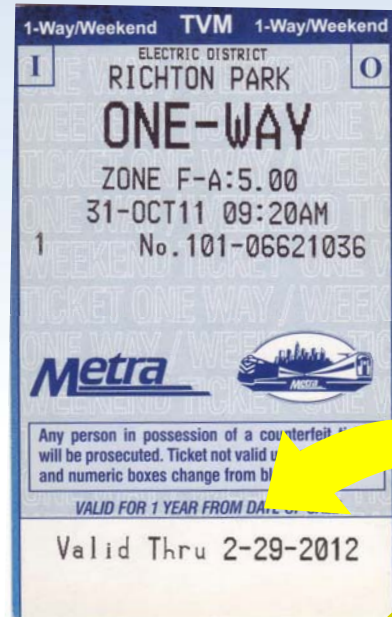 1-Way/Weekend TVM 1-Way/Weekend
ELECTRIC DISTRICT
I RICHTON PARK O
ONE-WAY
ZONE F-A:5.00
31-OCT11 09:20AM
1 No.101-06621036
Metra
METRA
Any person in possession of a counterfeit
will be prosecuted. Ticket not valid
and numeric boxes change from
VALID FOR 1 YEAR FROM DATE OF
Valid Thru 2-29-2012